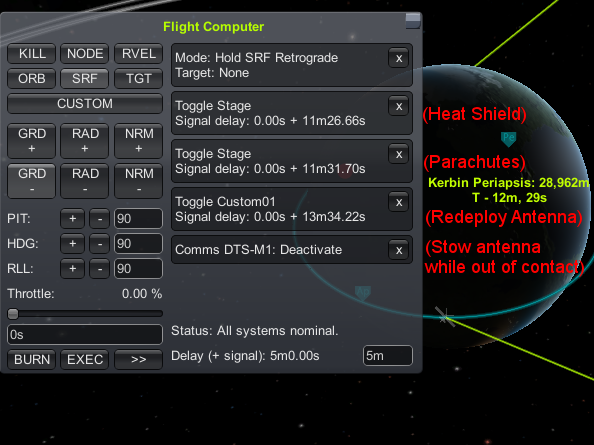 Flight Computer
KILL NODE RVEL
ORB SRF TGT
CUSTOM
GRD + RAD + NRM +
GRD - RAD - NRM -
PIT: + - 90
HDG: + - 90
RLL: + - 90
Throttle: 0.00 %
0s
BURN EXEC >>
Mode: Hold SRF Retrograde x
Target: None
Toggle Stage x
Signal delay: 0.00s + 11m26.66s
(Heat Shield)
Toggle Stage x
Signal delay: 0.00s + 11m31.70s
(Parachutes)
Toggle Custom01 x
Signal delay: 0.00s + 13m34.22s
(Redeploy Antenna)
Comms DTS-M1: Deactivate x
(Stow antenna
while out of contact)
Status: All systems nominal.
Delay (+ signal): 5m0.00s 5m
Pe
Kerbin Periapsis: 28,962m
T - 12m, 29s
Ap